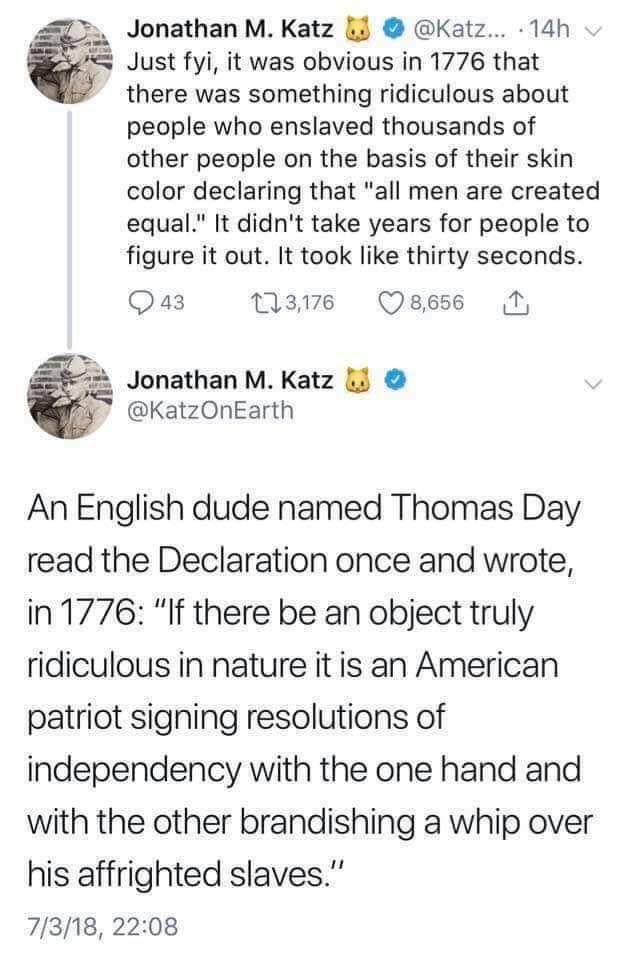 Jonathan M. Katz 🐱 @Katz... · 14h
Just fyi, it was obvious in 1776 that
there was something ridiculous about
people who enslaved thousands of
other people on the basis of their skin
color declaring that "all men are created
equal." It didn't take years for people to
figure it out. It took like thirty seconds.
43 3,176 8,656
Jonathan M. Katz 🐱
@KatzOnEarth
An English dude named Thomas Day
read the Declaration once and wrote,
in 1776: “If there be an object truly
ridiculous in nature it is an American
patriot signing resolutions of
independency with the one hand and
with the other brandishing a whip over
his affrighted slaves.”
7/3/18, 22:08